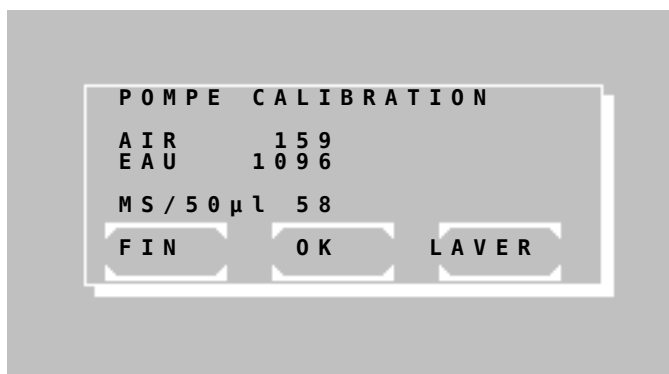 POMPE CALIBRATION
AIR 159
EAU 1096
MS/50µl 58
FIN OK LAVER